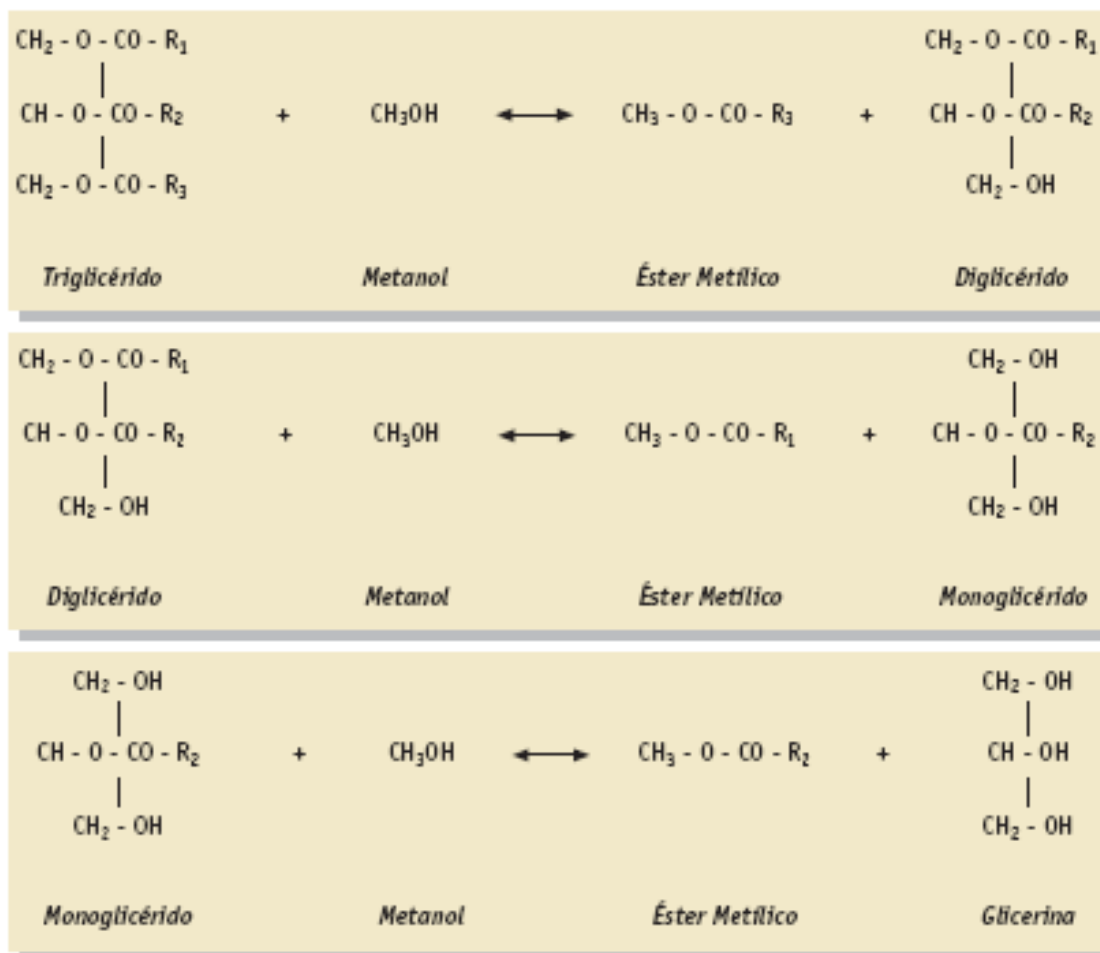 CH₂ - O - CO - R₁ CH₂ - O - CO - R₁
CH - O - CO - R₂ + CH₃OH ⟷ CH₃ - O - CO - R₃ + CH - O - CO - R₂
CH₂ - O - CO - R₃ CH₂ - OH
Triglicérido Metanol Éster Metílico Diglicérido
CH₂ - O - CO - R₁ CH₂ - OH
CH - O - CO - R₂ + CH₃OH ⟷ CH₃ - O - CO - R₁ + CH - O - CO - R₂
CH₂ - OH CH₂ - OH
Diglicérido Metanol Éster Metílico Monoglicérido
CH₂ - OH CH₂ - OH
CH - O - CO - R₂ + CH₃OH ⟷ CH₃ - O - CO - R₂ + CH - OH
CH₂ - OH CH₂ - OH
Monoglicérido Metanol Éster Metílico Glicerina